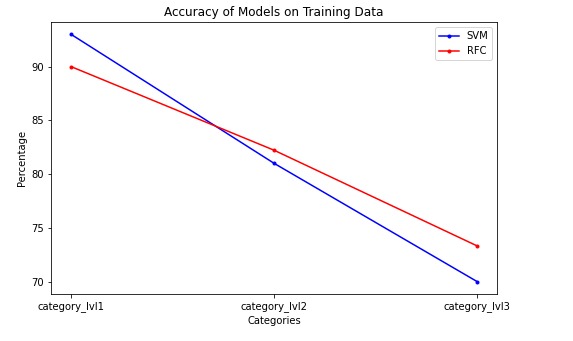 Accuracy of Models on Training Data
SVM
RFC
90
85
80
75
70
Percentage
category_lvl1 category_lvl2 category_lvl3
Categories